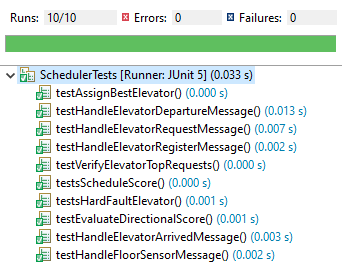 Runs: 10/10 Errors: 0 Failures: 0
SchedulerTests [Runner: JUnit 5] (0.033 s)
testAssignBestElevator() (0.000 s)
testHandleElevatorDepartureMessage() (0.013 s)
testHandleElevatorRequestMessage() (0.007 s)
testHandleElevatorRegisterMessage() (0.002 s)
testVerifyElevatorTopRequests() (0.000 s)
testsScheduleScore() (0.000 s)
testsHardFaultElevator() (0.001 s)
testEvaluateDirectionalScore() (0.001 s)
testHandleElevatorArrivedMessage() (0.003 s)
testHandleFloorSensorMessage() (0.002 s)